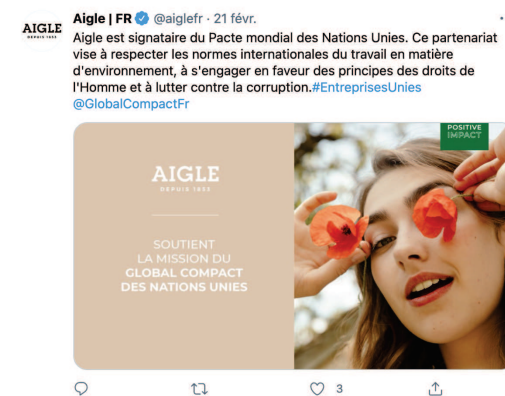 AIGLE
DEPUIS 1853
Aigle | FR @aiglefr · 21 févr.
Aigle est signataire du Pacte mondial des Nations Unies. Ce partenariat
vise à respecter les normes internationales du travail en matière
d'environnement, à s'engager en faveur des principes des droits de
l'Homme et à lutter contre la corruption.#EntreprisesUnies
@GlobalCompactFr
AIGLE
DEPUIS 1853
SOUTIENT
LA MISSION DU
GLOBAL COMPACT
DES NATIONS UNIES
POSITIVE
IMPACT
3